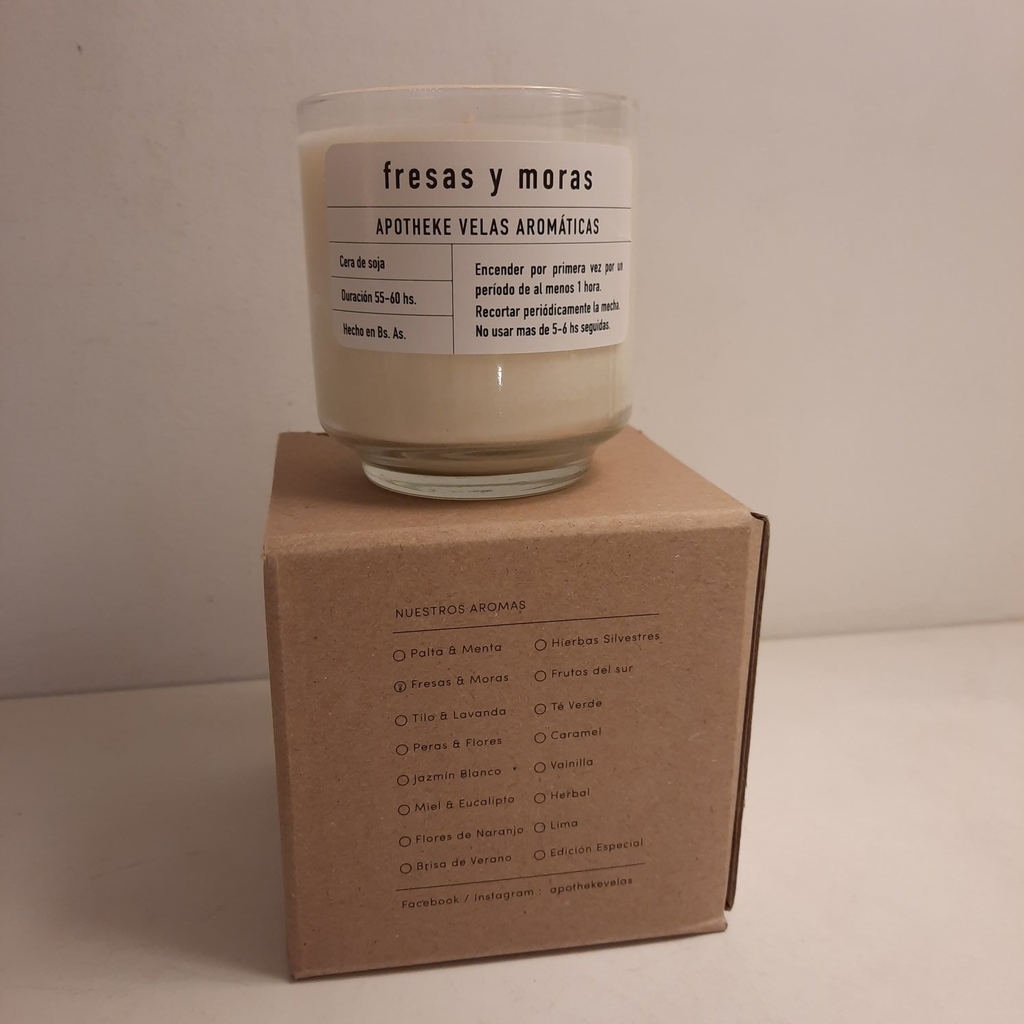 fresas y moras
APOTHEKE VELAS AROMÁTICAS
Cera de soja
Duración 55-60 hs.
Hecho en Bs. As.
Encender por primera vez por un
período de al menos 1 hora.
Recortar periódicamente la mecha.
No usar mas de 5-6 hs seguidas.
NUESTROS AROMAS
Palta & Menta
Fresas & Moras
Tilo & Lavanda
Peras & Flores
Jazmín Blanco
Miel & Eucalipto
Flores de Naranjo
Brisa de Verano
Hierbas Silvestres
Frutos del sur
Té Verde
Caramel
Vainilla
Herbal
Lima
Edición Especial
Facebook / Instagram : apothekevelas